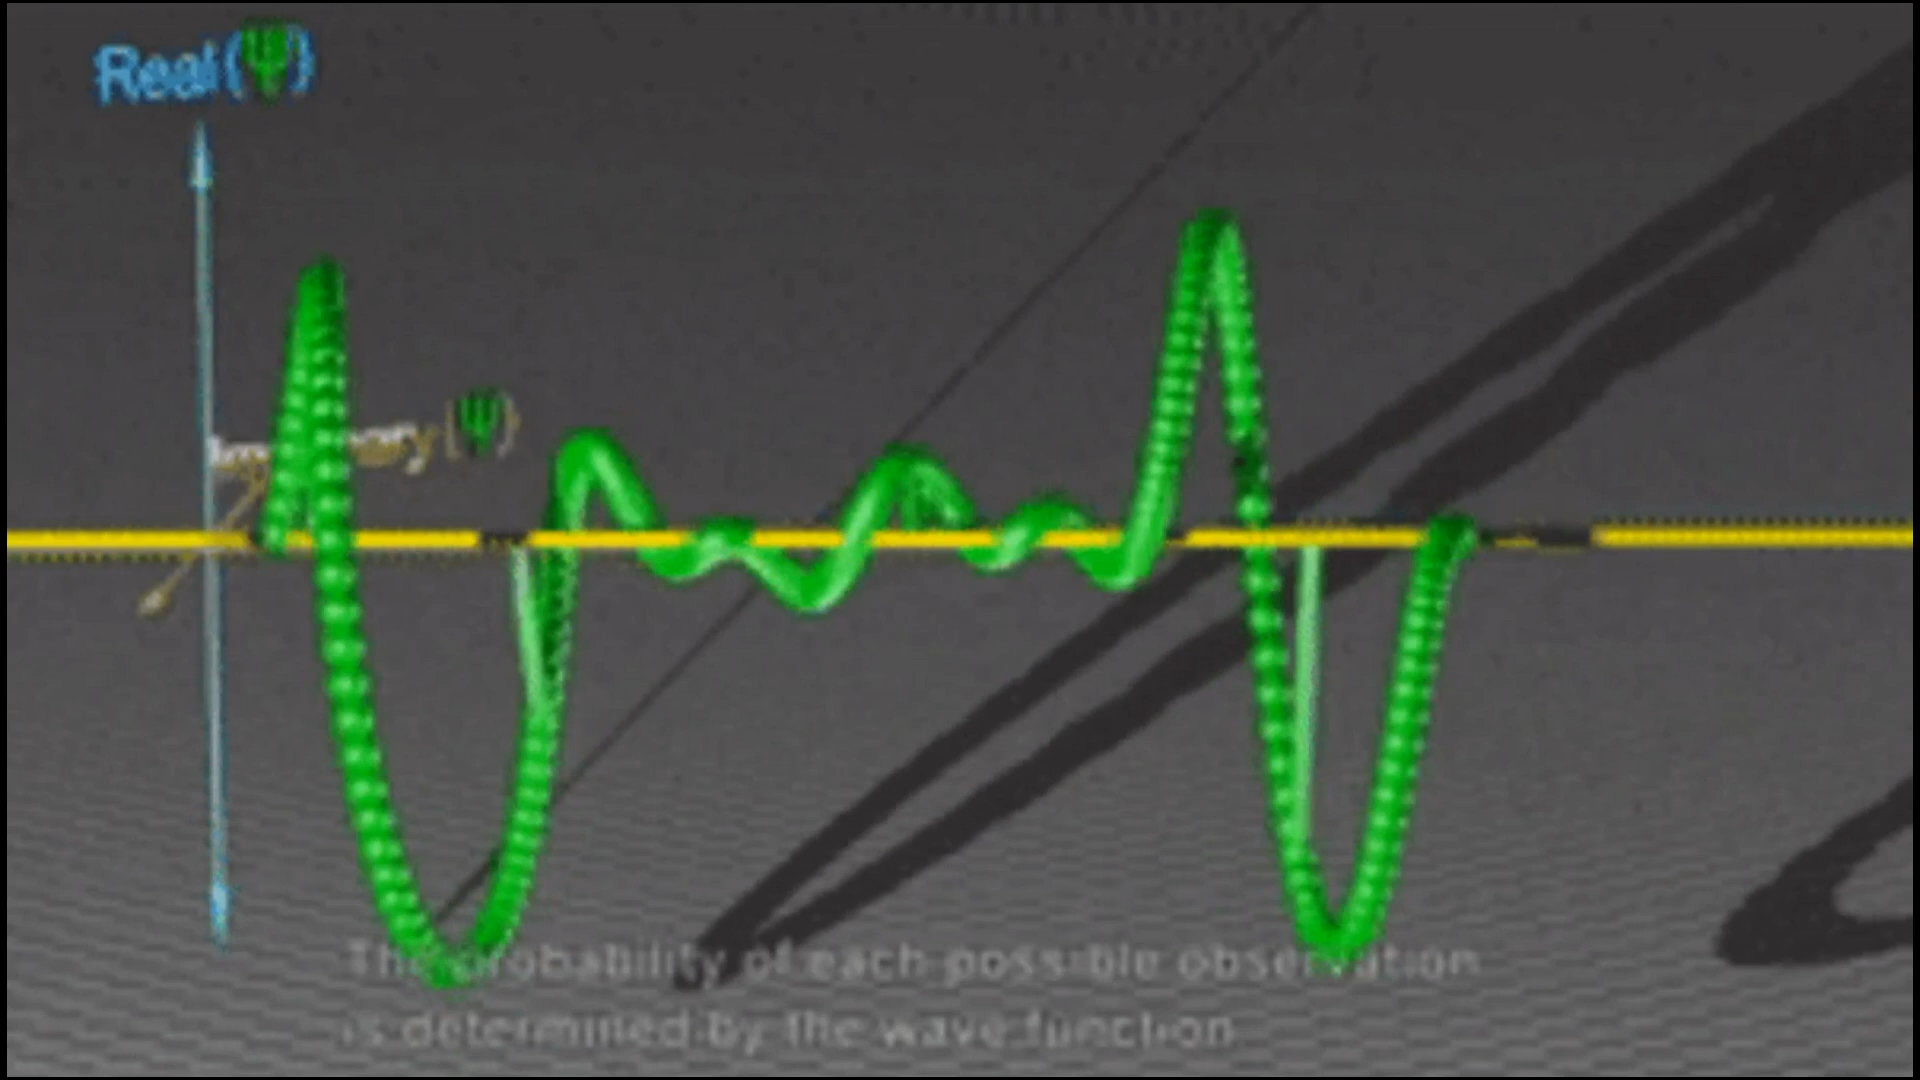 Real(Ψ)
Imaginary(Ψ)
The probability of each possible observation
is determined by the wave function